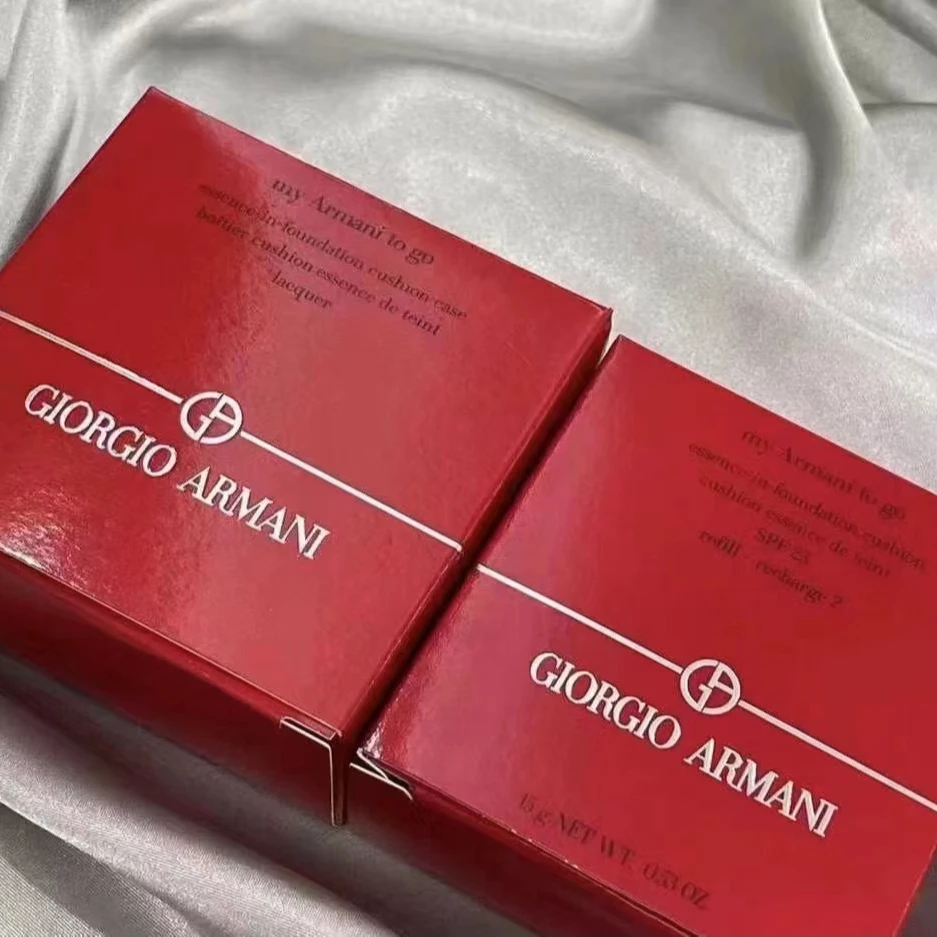 my Armani to go
essence-in-foundation cushion case
boîtier cushion essence de teint
lacquer
GIORGIO ARMANI
my Armani to go
essence-in-foundation cushion
cushion essence de teint
SPF 23
refill - recharge 2
GIORGIO ARMANI
15 g NET WT. 0.53 OZ